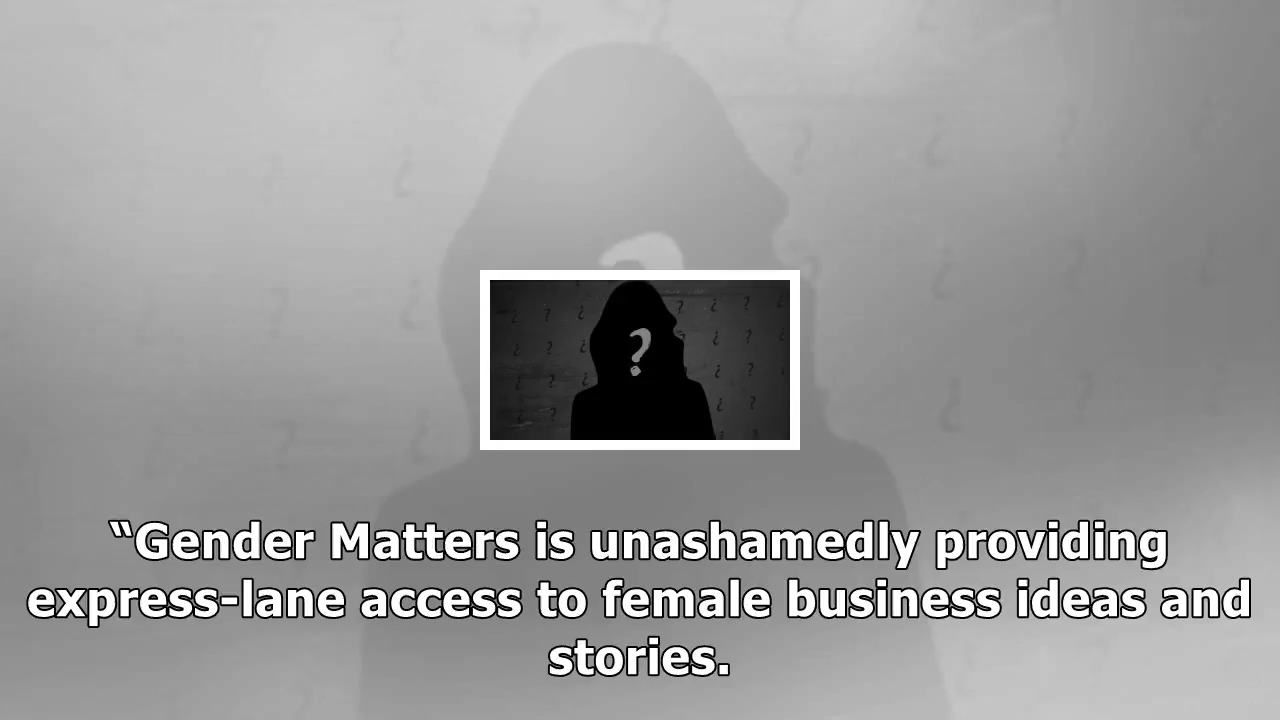 “Gender Matters is unashamedly providing
express-lane access to female business ideas and
stories.